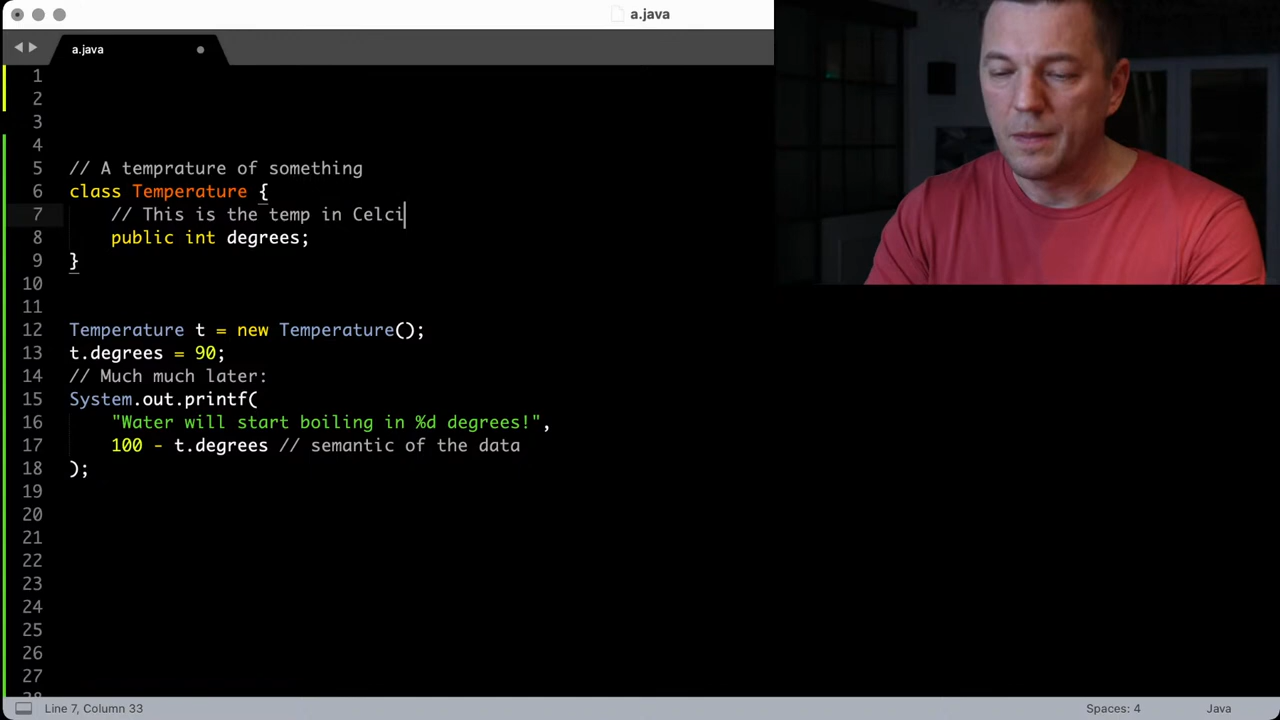 a.java
a.java
1
2
3
4
5 // A temprature of something
6 class Temperature {
7 // This is the temp in Celci
8 public int degrees;
9 }
10
11
12 Temperature t = new Temperature();
13 t.degrees = 90;
14 // Much much later:
15 System.out.printf(
16 "Water will start boiling in %d degrees!",
17 100 - t.degrees // semantic of the data
18 );
19
20
21
22
23
24
25
26
27
28
Line 7, Column 33
Spaces: 4
Java